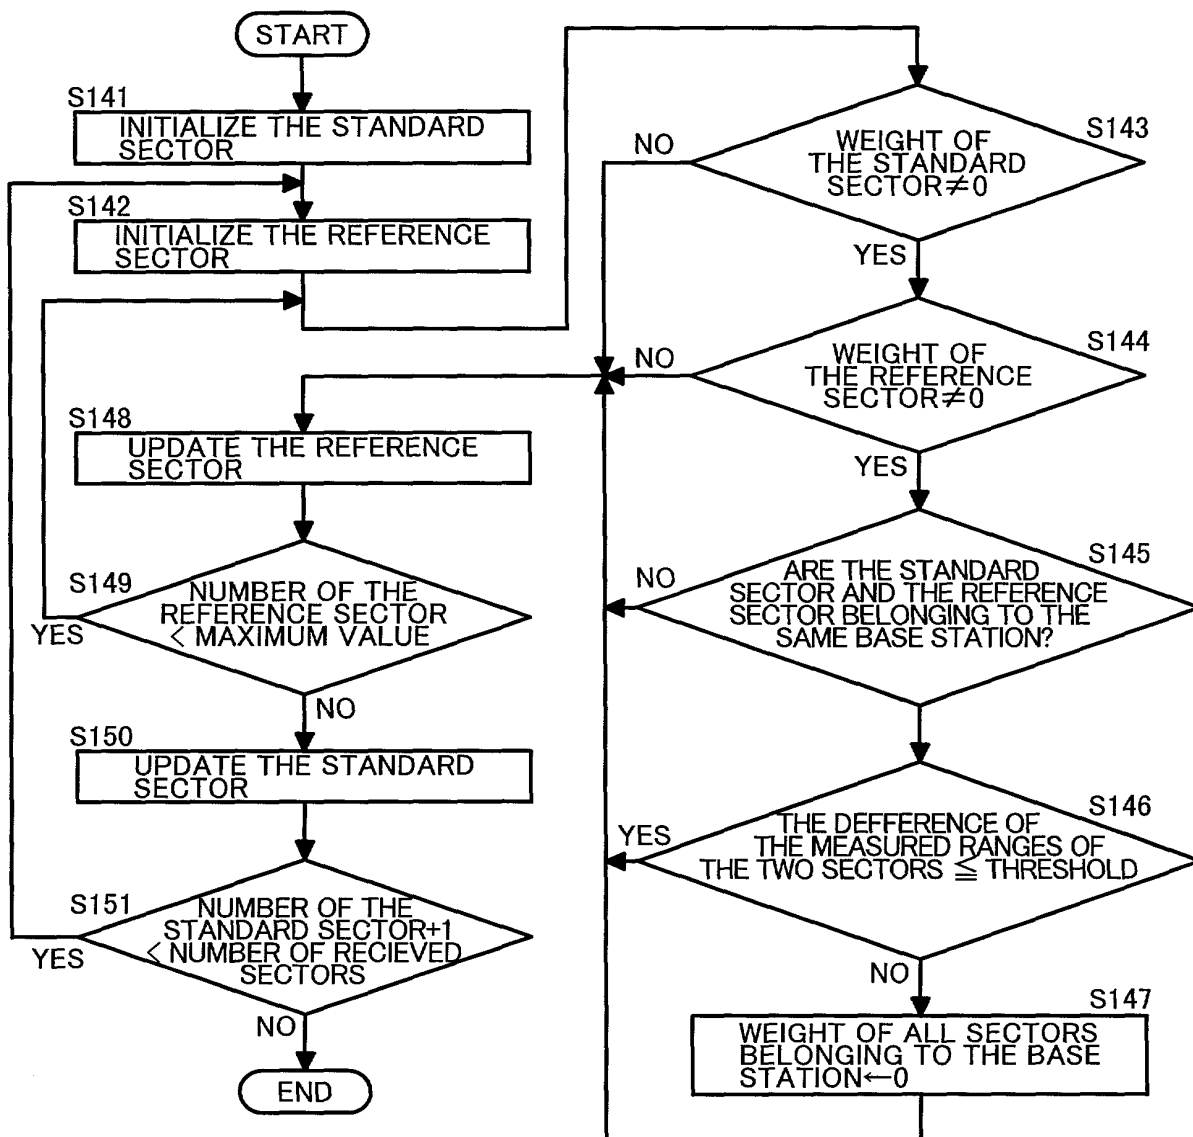 START
S141
INITIALIZE THE STANDARD
SECTOR
S142
INITIALIZE THE REFERENCE
SECTOR
S148
UPDATE THE REFERENCE
SECTOR
S149
NUMBER OF THE
REFERENCE SECTOR
< MAXIMUM VALUE
YES
NO
S150
UPDATE THE STANDARD
SECTOR
S151
NUMBER OF THE
STANDARD SECTOR+1
< NUMBER OF RECIEVED
SECTORS
YES
NO
END
S143
NO
WEIGHT OF
THE STANDARD
SECTOR≠0
YES
S144
NO
WEIGHT OF
THE REFERENCE
SECTOR≠0
YES
S145
NO
ARE THE STANDARD
SECTOR AND THE REFERENCE
SECTOR BELONGING TO THE
SAME BASE STATION?
S146
YES
THE DEFFERENCE OF
THE MEASURED RANGES OF
THE TWO SECTORS ≦ THRESHOLD
NO
S147
WEIGHT OF ALL SECTORS
BELONGING TO THE BASE
STATION←0